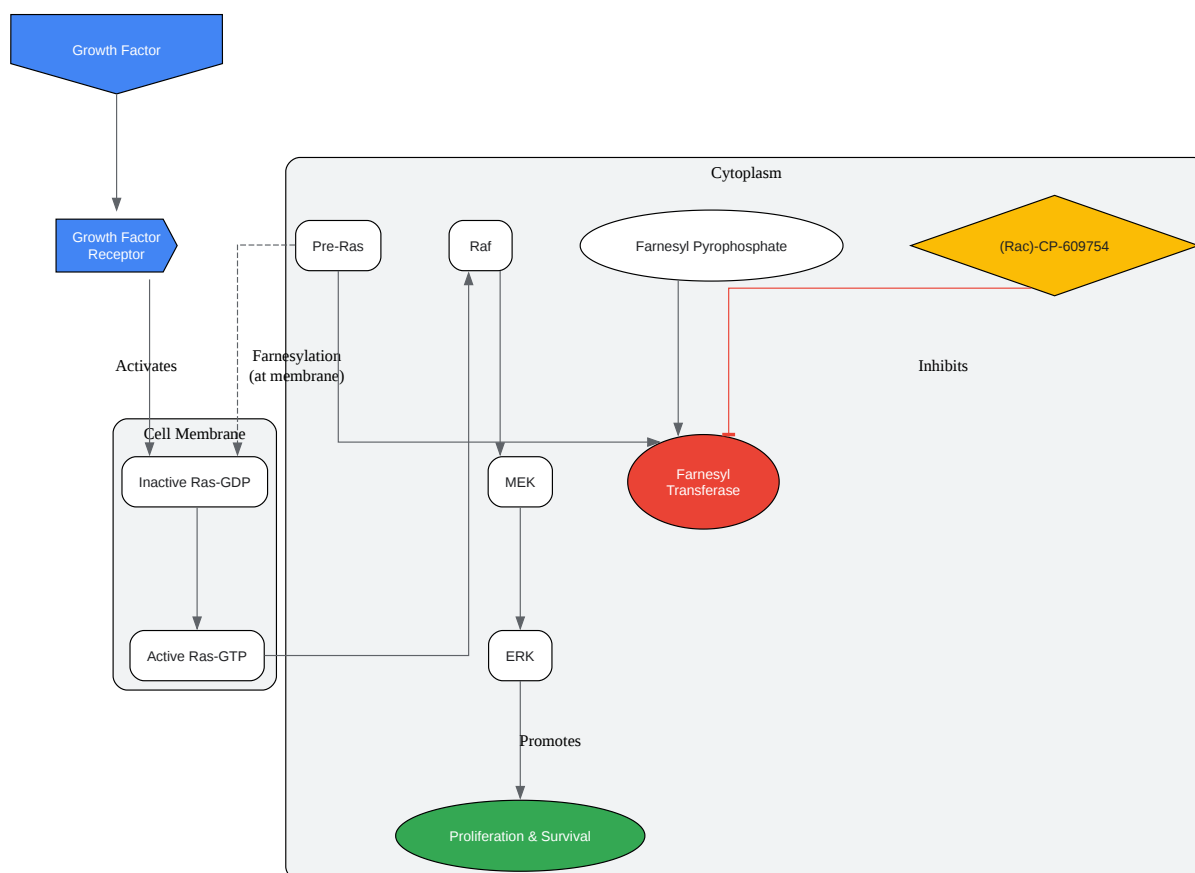 Growth Factor
Cytoplasm
Growth Factor
Receptor
Pre-Ras
Raf
Farnesyl Pyrophosphate
(Rac)-CP-609754
Activates
Farnesylation
(at membrane)
Inhibits
Cell Membrane
Inactive Ras-GDP
MEK
Farnesyl
Transferase
Active Ras-GTP
ERK
Promotes
Proliferation & Survival